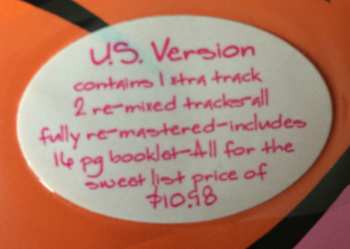 U.S. Version
contains 1 xtra track
2 re-mixed tracks-all
fully re-mastered-includes
16 pg booklet-All for the
sweet list price of
$10.98